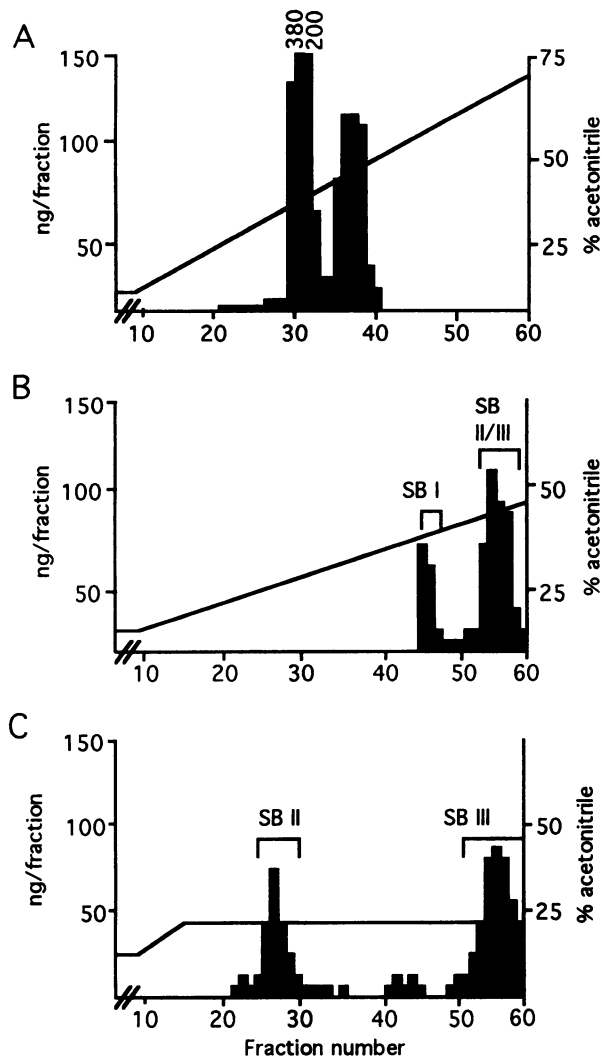 A
380
200
150
100
50
ng/fraction
75
50
25
% acetonitrile
10 20 30 40 50 60
B
150
100
50
ng/fraction
SB I
SB
II/III
50
25
% acetonitrile
10 20 30 40 50 60
C
150
100
50
ng/fraction
SB II
SB III
50
25
% acetonitrile
10 20 30 40 50 60
Fraction number